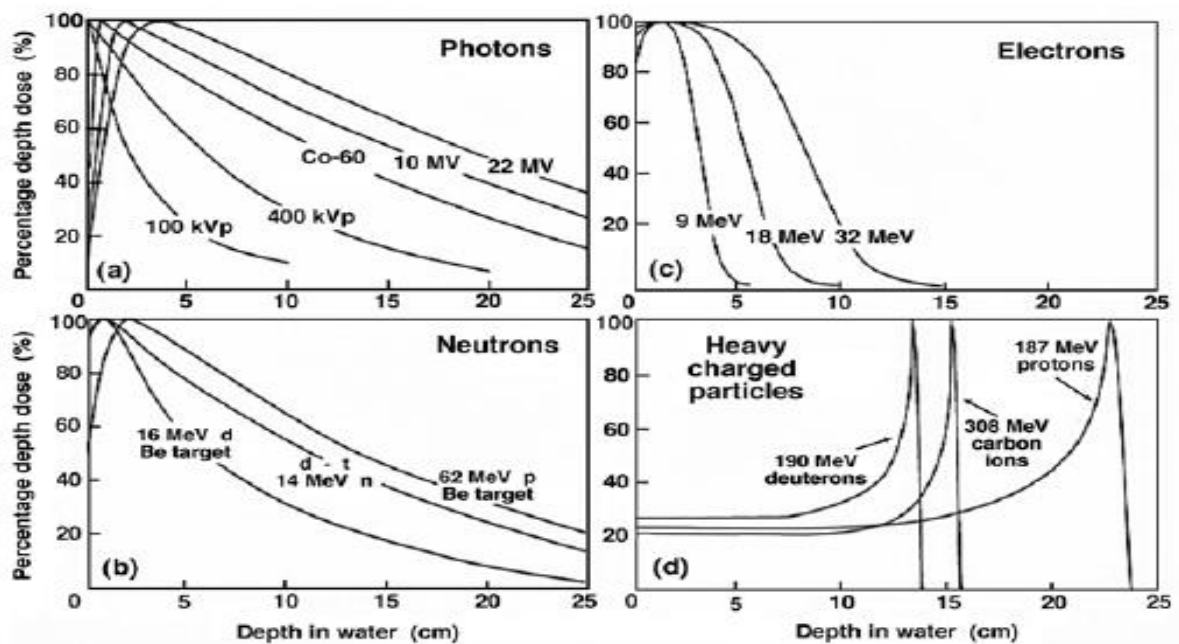 Percentage depth dose (%)
100
80
60
40
20
Photons
Co-60
10 MV
22 MV
100 kVp
400 kVp
(a)
0
5
10
15
20
25
100
80
60
40
20
Electrons
9 MeV
18 MeV
32 MeV
(c)
0
5
10
15
20
25
Percentage depth dose (%)
100
80
60
40
20
Neutrons
16 MeV d
Be target
d - t
14 MeV n
62 MeV p
Be target
(b)
0
5
10
15
20
25
Depth in water (cm)
100
80
60
40
20
Heavy
charged
particles
187 MeV
protons
308 MeV
carbon
ions
190 MeV
deuterons
(d)
0
5
10
15
20
25
Depth in water (cm)